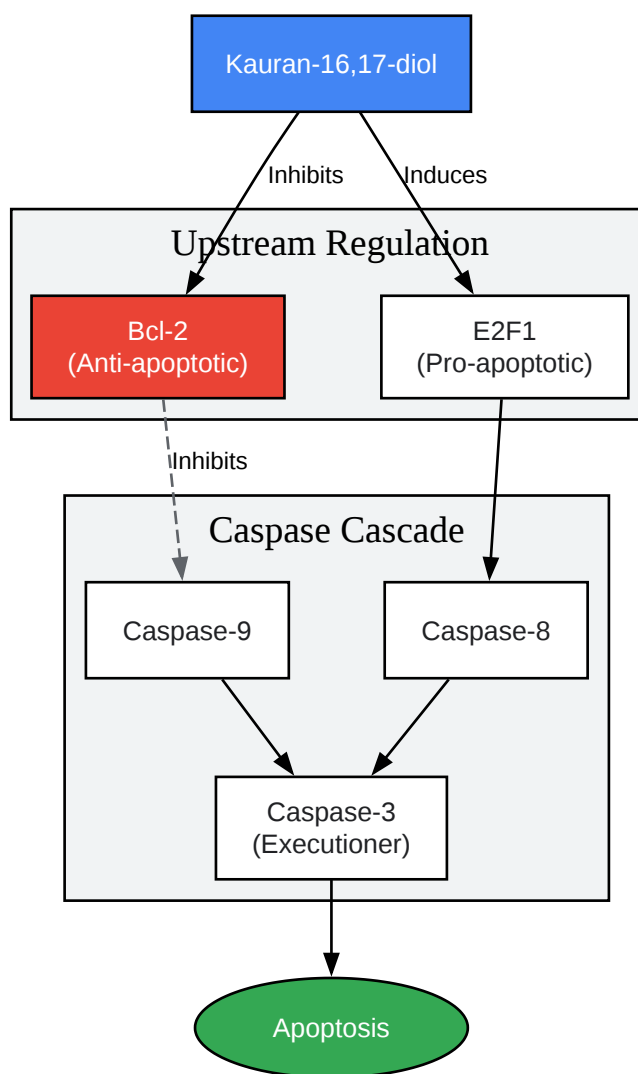 Kauran-16,17-diol
Inhibits
Induces
Upstream Regulation
Bcl-2
(Anti-apoptotic)
E2F1
(Pro-apoptotic)
Inhibits
Caspase Cascade
Caspase-9
Caspase-8
Caspase-3
(Executioner)
Apoptosis